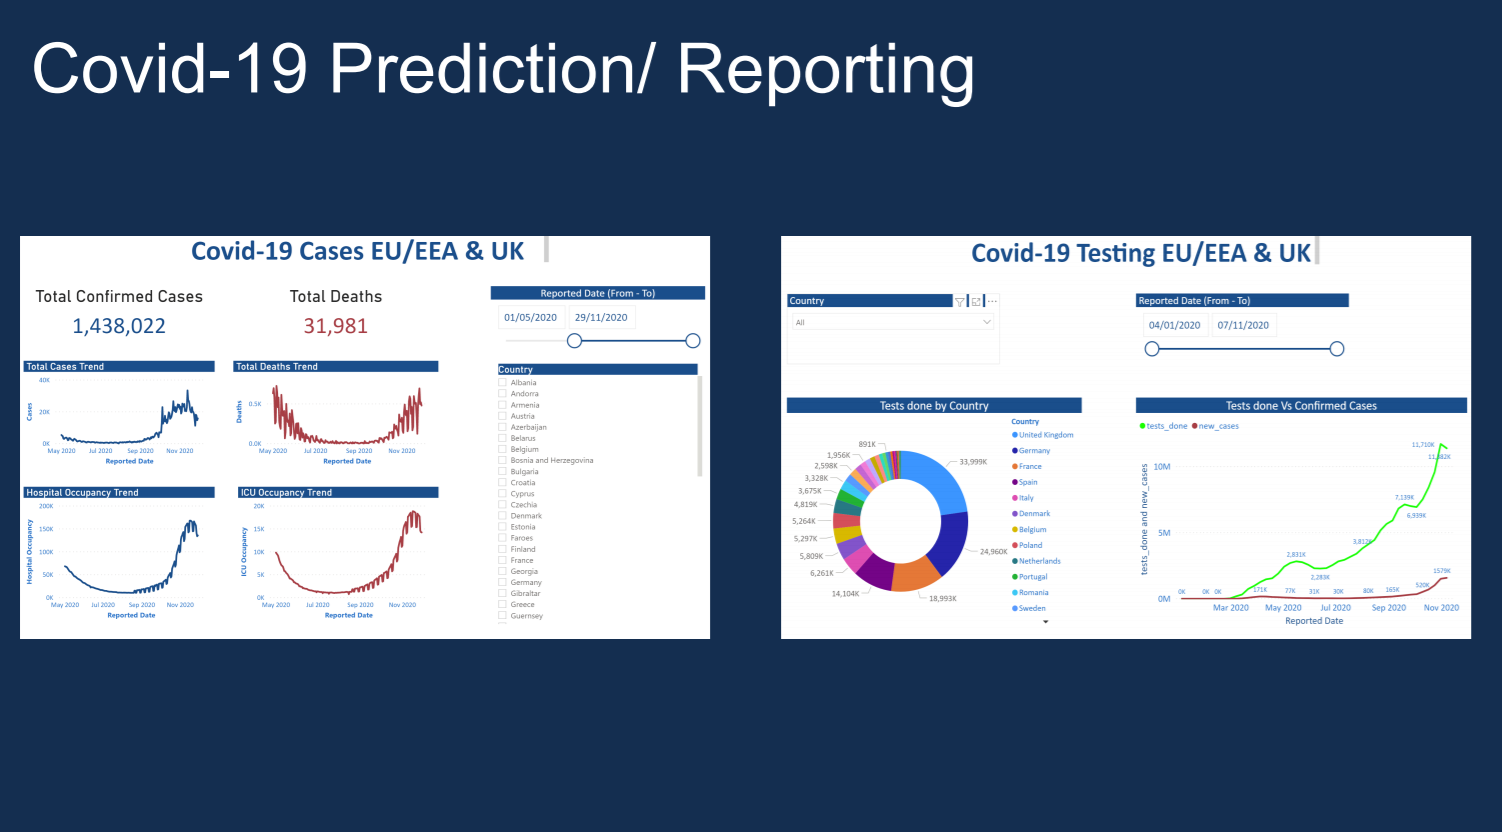 Covid-19 Prediction/ Reporting
Covid-19 Cases EU/EEA & UK
Total Confirmed Cases
1,438,022
Total Deaths
31,981
Reported Date (From - To)
01/05/2020 29/11/2020
Total Cases Trend
40K
20K
0K
Cases
May 2020 Jul 2020 Sep 2020 Nov 2020
Reported Date
Total Deaths Trend
0.5K
0.0K
Deaths
May 2020 Jul 2020 Sep 2020 Nov 2020
Reported Date
Hospital Occupancy Trend
200K
150K
100K
50K
0K
Hospital Occupancy
May 2020 Jul 2020 Sep 2020 Nov 2020
Reported Date
ICU Occupancy Trend
20K
15K
10K
5K
0K
ICU Occupancy
May 2020 Jul 2020 Sep 2020 Nov 2020
Reported Date
Country
Albania
Andorra
Armenia
Austria
Azerbaijan
Belarus
Belgium
Bosnia and Herzegovina
Bulgaria
Croatia
Cyprus
Czechia
Denmark
Estonia
Faroes
Finland
France
Georgia
Germany
Gibraltar
Greece
Guernsey
Covid-19 Testing EU/EEA & UK
Country
All
Reported Date (From - To)
04/01/2020 07/11/2020
Tests done by Country
891K
1,956K
2,598K
3,328K
3,675K
4,819K
5,264K
5,297K
5,809K
6,261K
14,104K
18,993K
24,960K
33,999K
Country
United Kingdom
Germany
France
Spain
Italy
Denmark
Belgium
Poland
Netherlands
Portugal
Romania
Sweden
Tests done Vs Confirmed Cases
tests_done new_cases
10M
5M
0M
tests_done and new_cases
11,710K
11,382K
7,139K
6,939K
3,812K
2,831K
2,283K
1579K
520K
0K 0K 0K 171K 77K 31K 30K 80K 165K
Mar 2020 May 2020 Jul 2020 Sep 2020 Nov 2020
Reported Date